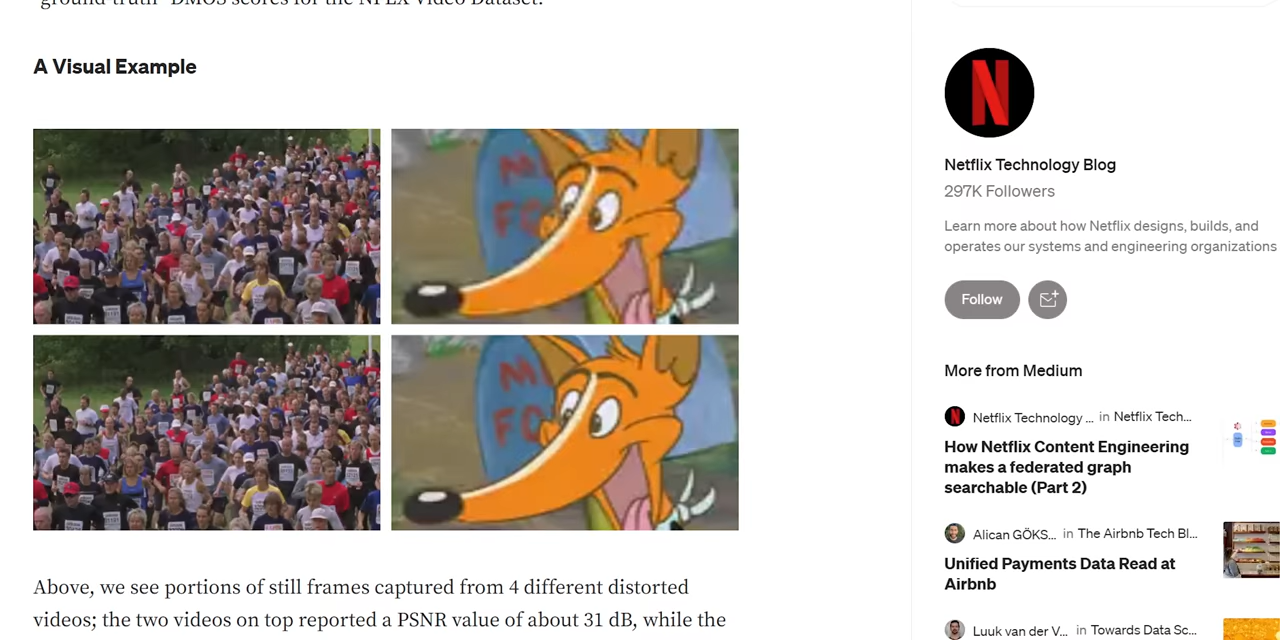 "ground-truth" DMOS scores for the NFLX Video Dataset.
A Visual Example
M
FO
M
FO
Above, we see portions of still frames captured from 4 different distorted
videos; the two videos on top reported a PSNR value of about 31 dB, while the
Netflix Technology Blog
297K Followers
Learn more about how Netflix designs, builds, and
operates our systems and engineering organizations
Follow
More from Medium
Netflix Technology ... in Netflix Tech...
How Netflix Content Engineering
makes a federated graph
searchable (Part 2)
Alican GÖKS... in The Airbnb Tech Bl...
Unified Payments Data Read at
Airbnb
Luuk van der V... in Towards Data Sc...